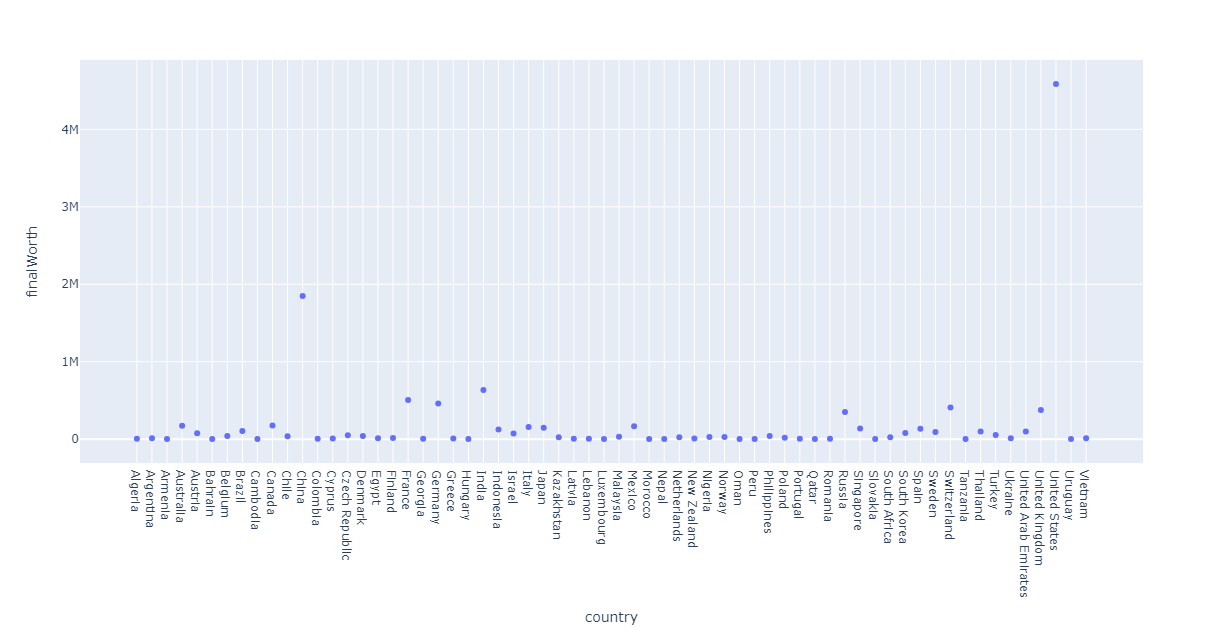 4M
3M
2M
1M
0
finalWorth
Algeria
Argentina
Armenia
Australia
Austria
Bahrain
Belgium
Brazil
Cambodia
Canada
Chile
China
Colombia
Cyprus
Czech Republic
Denmark
Egypt
Finland
France
Georgia
Germany
Greece
Hungary
India
Indonesia
Israel
Italy
Japan
Kazakhstan
Latvia
Lebanon
Luxembourg
Malaysia
Mexico
Morocco
Nepal
Netherlands
New Zealand
Nigeria
Norway
Oman
Peru
Philippines
Poland
Portugal
Qatar
Romania
Russia
Singapore
Slovakia
South Africa
South Korea
Spain
Sweden
Switzerland
Tanzania
Thailand
Turkey
Ukraine
United Arab Emirates
United Kingdom
United States
Uruguay
Vietnam
country